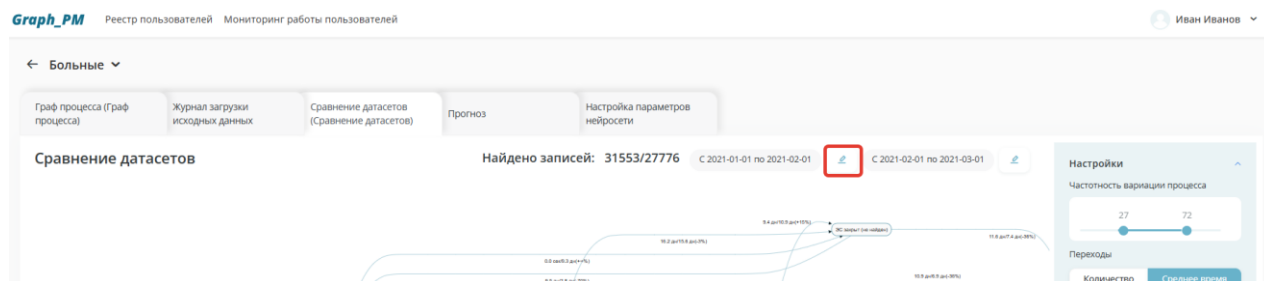 Graph_PM Реестр пользователей Мониторинг работы пользователей Иван Иванов
Больные
Граф процесса (Граф процесса)
Журнал загрузки исходных данных
Сравнение датасетов (Сравнение датасетов)
Прогноз
Настройка параметров нейросети
Сравнение датасетов
Найдено записей: 31553/27776
С 2021-01-01 по 2021-02-01
С 2021-02-01 по 2021-03-01
Настройки
Частотность вариации процесса
27 72
Переходы
Количество Среднее время